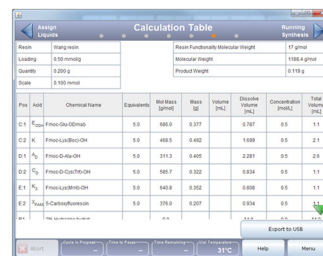 Assign Liquids
Calculation Table
Running Synthesis
Resin Wang resin Resin Functionality Molecular Weight 17 g/mol
Loading 0.50 mmol/g Molecular Weight 1186.4 g/mol
Quantity 0.200 g Product Weight 0.119 g
Scale 0.100 mmol
Pos Acid Chemical Name Equivalents Mol Mass [g/mol] Mass [g] Volume [mL] Dissolve Volume [mL] Concentration [mol/L] Total Volume [mL]
C:1 Fmoc-Glu-ODmab 5.0 686.0 0.377 0.787 0.5 1.1
C:2 K Fmoc-Lys(Boc)-OH 5.0 468.5 0.492 1.698 0.5 2.1
D:1 Fmoc-D-Ala-OH 5.0 311.3 0.405 2.281 0.5 2.6
D:2 Fmoc-D-Cys(Trt)-OH 5.0 585.7 0.322 0.834 0.5 1.1
E:1 Fmoc-Lys(Mmt)-OH 5.0 640.8 0.352 0.808 0.5 1.1
E:2 5-Carboxyfluorescein 5.0 376.0 0.207 0.934 0.5 1.1
Export to USB
Abort
Cycle in Progress
--
Time to Pause
--
Time Remaining
--
Vial Temperature
31°C
Help
Menu